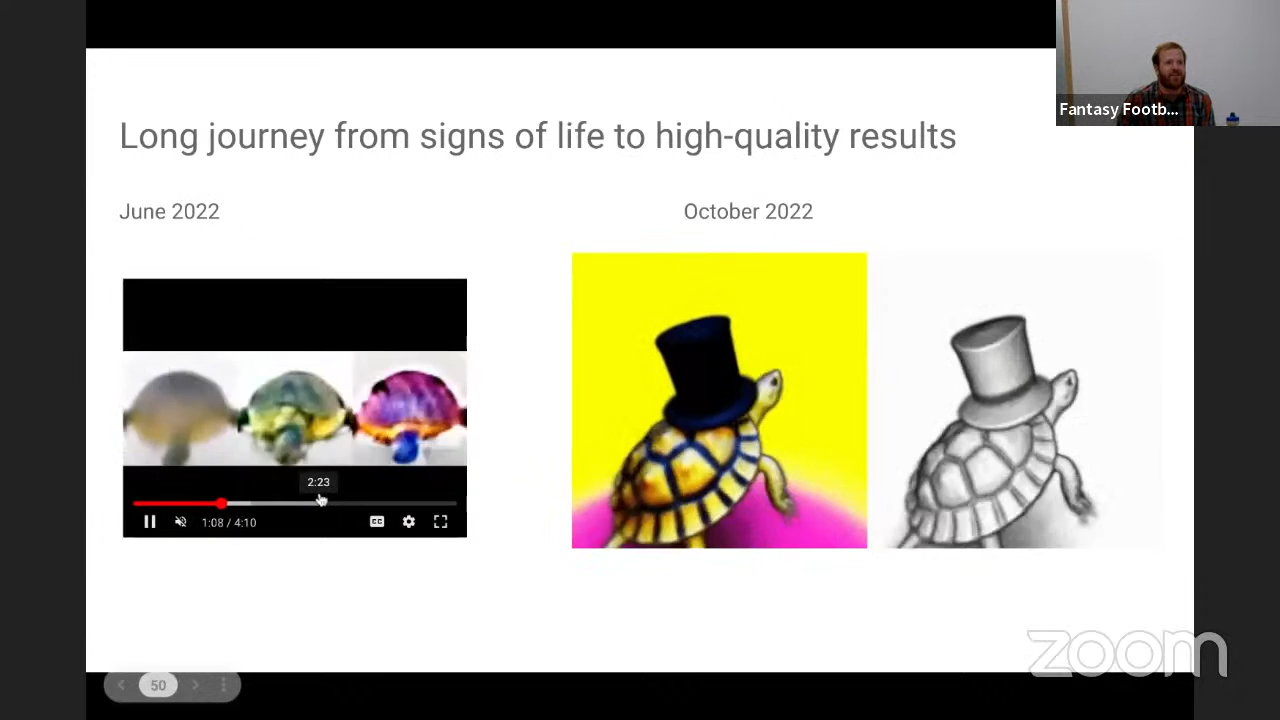 Fantasy Footb...
Long journey from signs of life to high-quality results
June 2022
October 2022
2:23
1:08 / 4:10
CC
50
zoom